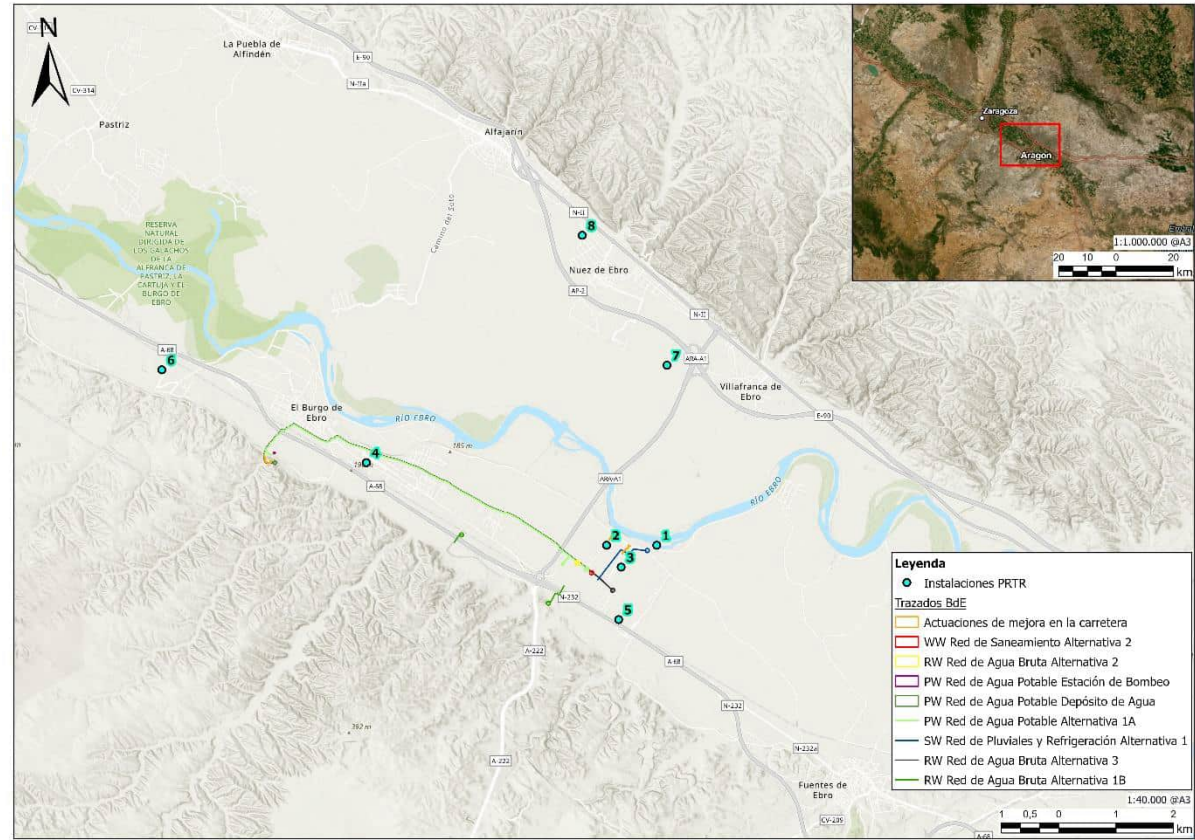 N
CV-314
La Puebla de
Alfindén
E-90
N-IIa
CV-314
Pastriz
Alfajarín
Camino del Soto
N-II
8
Nuez de Ebro
AP-2
RESERVA
NATURAL
DIRIGIDA DE
LOS GALACHOS
DE LA
ALFRANCA DE
PASTRIZ, LA
CARTUJA Y EL
BURGO DE
EBRO
N-II
A-68
6
7
ARA-A1
Villafranca de
Ebro
E-90
El Burgo de
Ebro
RÍO EBRO
185 m
4
A-68
ARA-A1
RÍO EBRO
2
1
3
N-232
5
A-222
A-68
N-232
392 m
A-222
N-232a
Fuentes de
Ebro
CV-209
A-68
Zaragoza
Aragón
1:1.000.000 @A3
20 10 0 20
km
Leyenda
Instalaciones PRTR
Trazados BdE
Actuaciones de mejora en la carretera
WW Red de Saneamiento Alternativa 2
RW Red de Agua Bruta Alternativa 2
PW Red de Agua Potable Estación de Bombeo
PW Red de Agua Potable Depósito de Agua
PW Red de Agua Potable Alternativa 1A
SW Red de Pluviales y Refrigeración Alternativa 1
RW Red de Agua Bruta Alternativa 3
RW Red de Agua Bruta Alternativa 1B
1:40.000 @A3
1 0,5 0 1 2
km